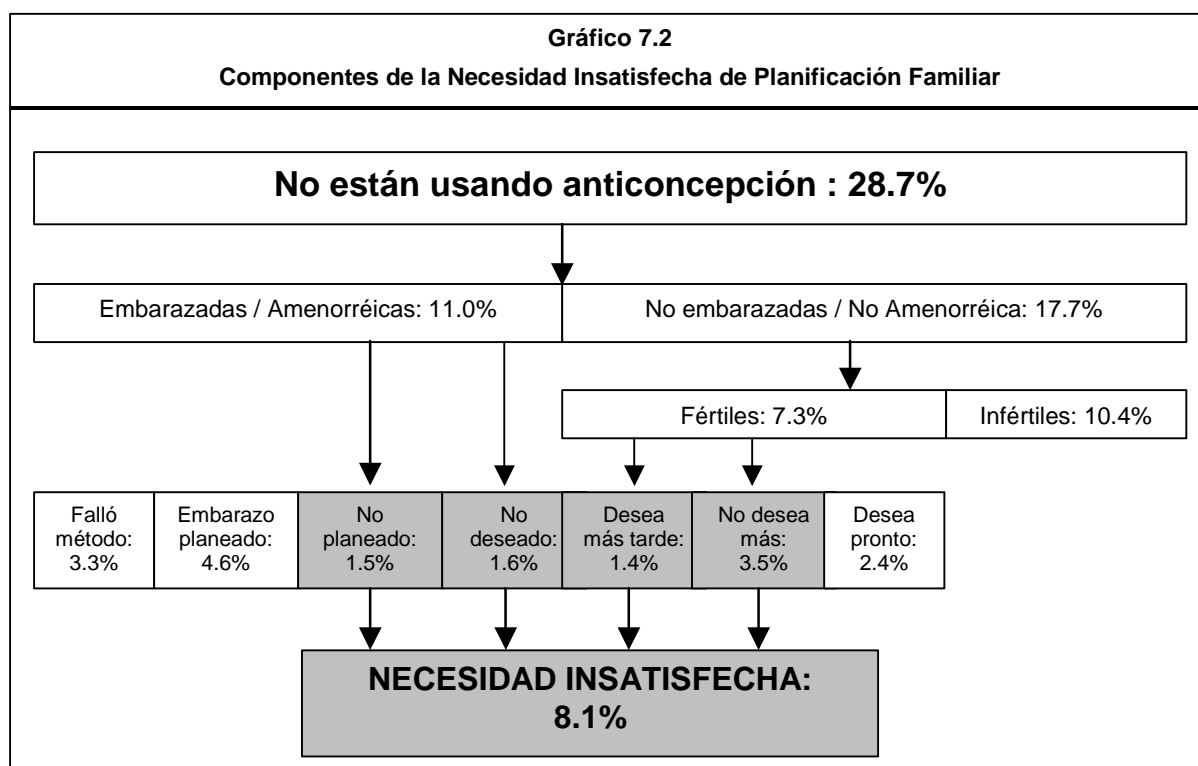 Gráfico 7.2
Componentes de la Necesidad Insatisfecha de Planificación Familiar
No están usando anticoncepción : 28.7%
Embarazadas / Amenorréicas: 11.0%
No embarazadas / No Amenorréica: 17.7%
Fértiles: 7.3%
Infértiles: 10.4%
Falló
método:
3.3%
Embarazo
planeado:
4.6%
No
planeado:
1.5%
No
deseado:
1.6%
Desea
más tarde:
1.4%
No desea
más:
3.5%
Desea
pronto:
2.4%
NECESIDAD INSATISFECHA:
8.1%